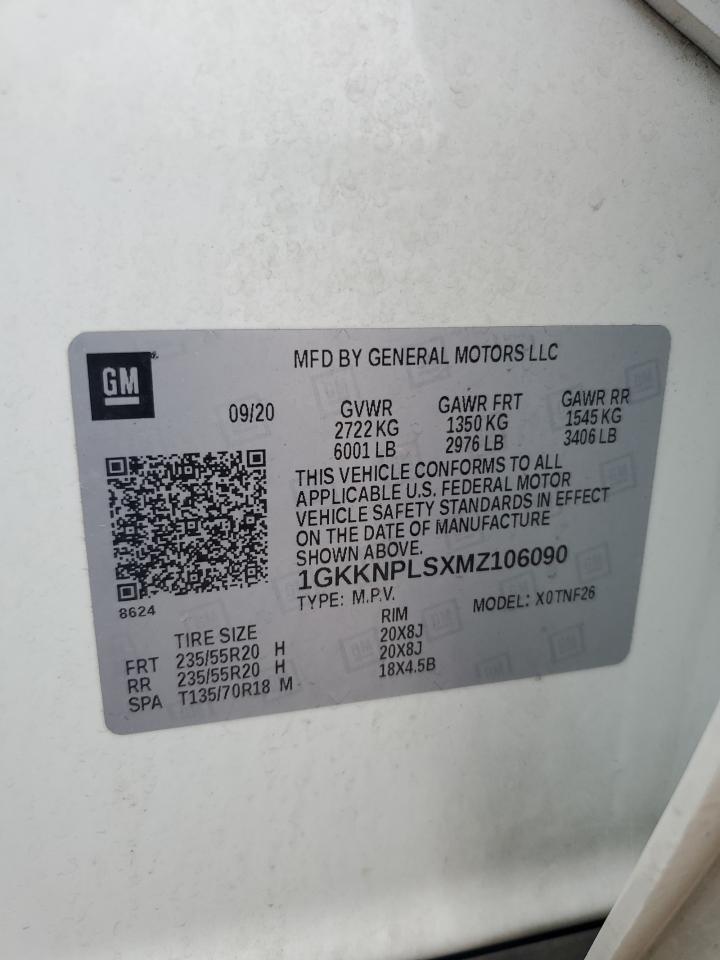 GM
MFD BY GENERAL MOTORS LLC
09/20
GVWR GAWR FRT GAWR RR
2722 KG 1350 KG 1545 KG
6001 LB 2976 LB 3406 LB
THIS VEHICLE CONFORMS TO ALL
APPLICABLE U.S. FEDERAL MOTOR
VEHICLE SAFETY STANDARDS IN EFFECT
ON THE DATE OF MANUFACTURE
SHOWN ABOVE.
1GKKNPLSXMZ106090
8624
TYPE: M.P.V. MODEL: X0TNF26
TIRE SIZE RIM
FRT 235/55R20 H 20X8J
RR 235/55R20 H 20X8J
SPA T135/70R18 M 18X4.5B